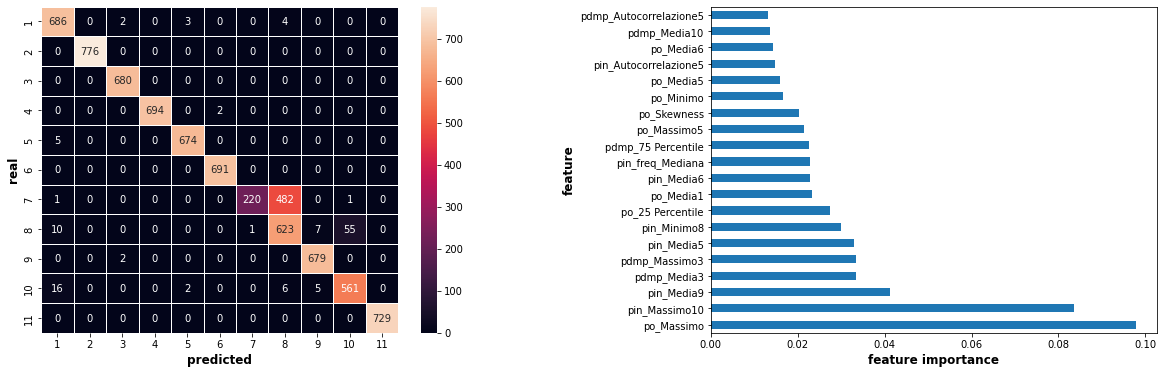 real
1 686 0 2 0 3 0 0 4 0 0 0
2 0 776 0 0 0 0 0 0 0 0 0
3 0 0 680 0 0 0 0 0 0 0 0
4 0 0 0 694 0 2 0 0 0 0 0
5 5 0 0 0 674 0 0 0 0 0 0
6 0 0 0 0 0 691 0 0 0 0 0
7 1 0 0 0 0 0 220 482 0 1 0
8 10 0 0 0 0 0 1 623 7 55 0
9 0 0 2 0 0 0 0 0 679 0 0
10 16 0 0 0 2 0 0 6 5 561 0
11 0 0 0 0 0 0 0 0 0 0 729
1 2 3 4 5 6 7 8 9 10 11
predicted
700
600
500
400
300
200
100
0
feature
pdmp_Autocorrelazione5
pdmp_Media10
po_Media6
pin_Autocorrelazione5
po_Media5
po_Minimo
po_Skewness
po_Massimo5
pdmp_75 Percentile
pin_freq_Mediana
pin_Media6
po_Media1
po_25 Percentile
pin_Minimo8
pin_Media5
pdmp_Massimo3
pdmp_Media3
pin_Media9
pin_Massimo10
po_Massimo
0.00 0.02 0.04 0.06 0.08 0.10
feature importance